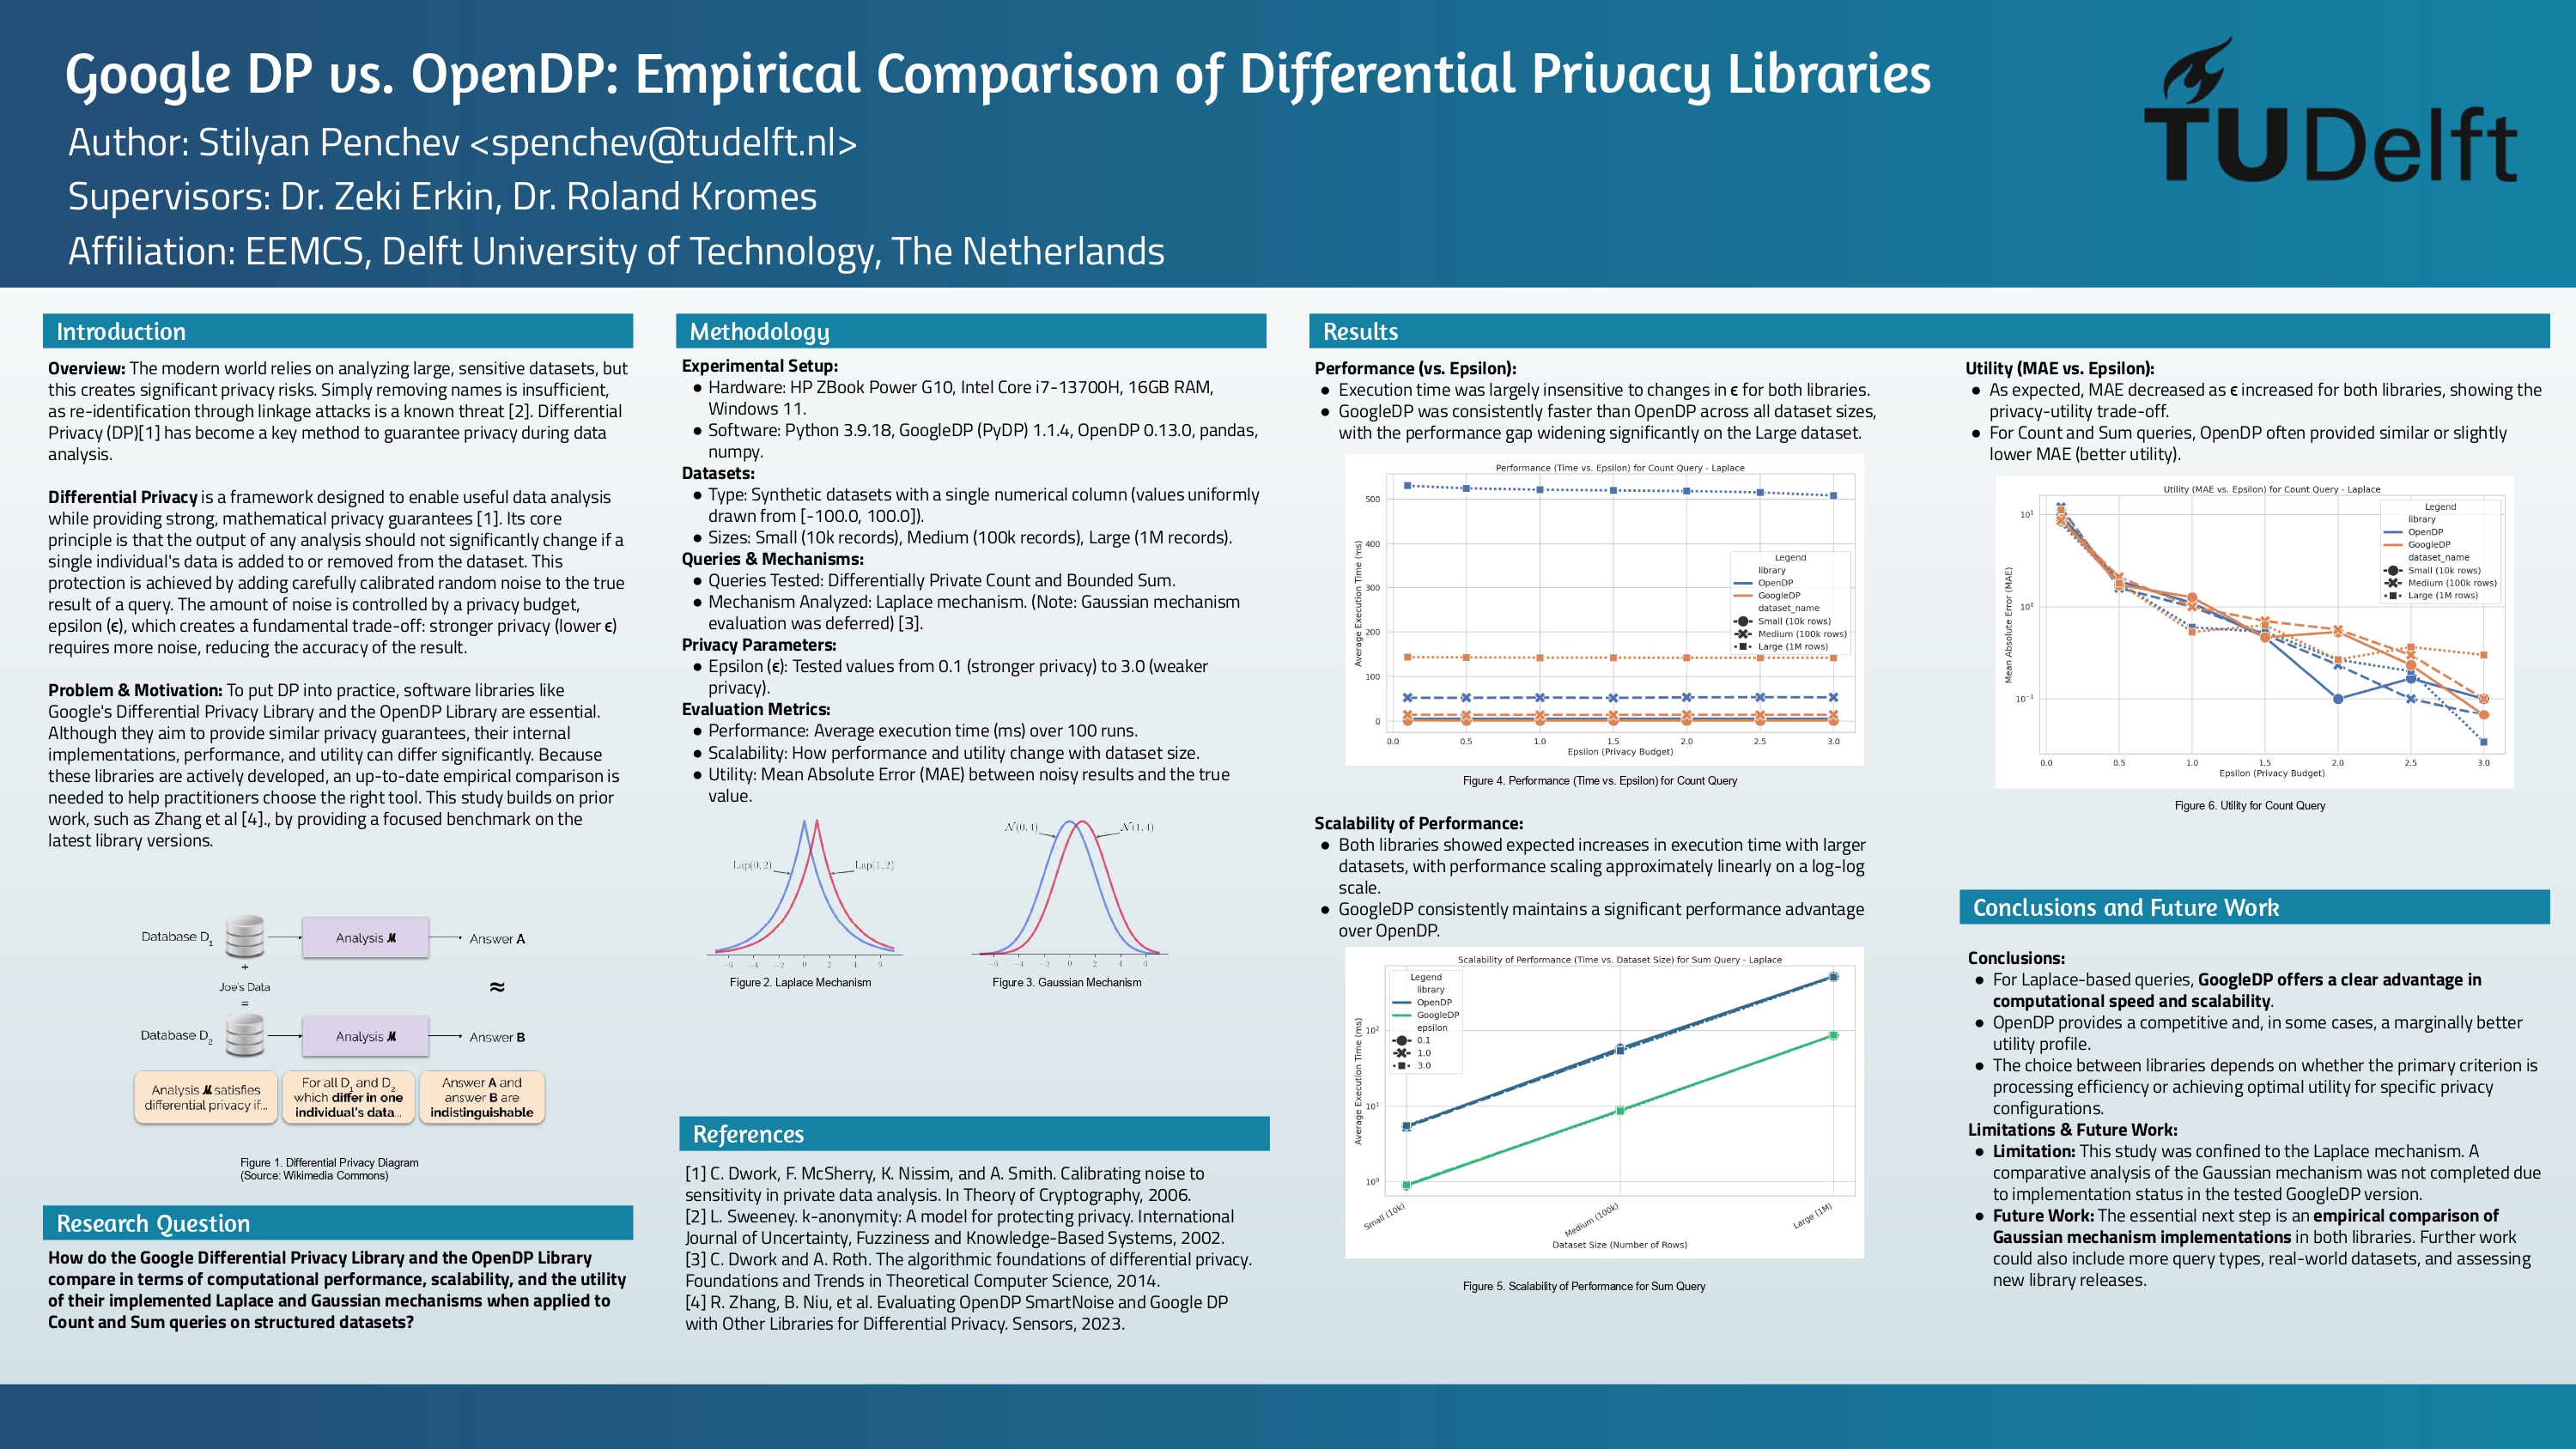 Google DP vs. OpenDP: Empirical Comparison of Differential Privacy Libraries
Author: Stilyan Penchev <spenchev@tudelft.nl>
Supervisors: Dr. Zeki Erkin, Dr. Roland Kromes
Affiliation: EEMCS, Delft University of Technology, The Netherlands
TUDelft
Introduction
Overview: The modern world relies on analyzing large, sensitive datasets, but
this creates significant privacy risks. Simply removing names is insufficient,
as re-identification through linkage attacks is a known threat [2]. Differential
Privacy (DP)[1] has become a key method to guarantee privacy during data
analysis.
Differential Privacy is a framework designed to enable useful data analysis
while providing strong, mathematical privacy guarantees [1]. Its core
principle is that the output of any analysis should not significantly change if a
single individual's data is added to or removed from the dataset. This
protection is achieved by adding carefully calibrated random noise to the true
result of a query. The amount of noise is controlled by a privacy budget,
epsilon (ϵ), which creates a fundamental trade-off: stronger privacy (lower ϵ)
requires more noise, reducing the accuracy of the result.
Problem & Motivation: To put DP into practice, software libraries like
Google's Differential Privacy Library and the OpenDP Library are essential.
Although they aim to provide similar privacy guarantees, their internal
implementations, performance, and utility can differ significantly. Because
these libraries are actively developed, an up-to-date empirical comparison is
needed to help practitioners choose the right tool. This study builds on prior
work, such as Zhang et al [4]., by providing a focused benchmark on the
latest library versions.
Database D1
Analysis M
Answer A
+
Joe's Data
=
≈
Database D2
Analysis M
Answer B
Analysis M satisfies
differential privacy if...
For all D1 and D2
which differ in one
individual's data...
Answer A and
answer B are
indistinguishable
Figure 1. Differential Privacy Diagram
(Source: Wikimedia Commons)
Research Question
How do the Google Differential Privacy Library and the OpenDP Library
compare in terms of computational performance, scalability, and the utility
of their implemented Laplace and Gaussian mechanisms when applied to
Count and Sum queries on structured datasets?
Methodology
Experimental Setup:
● Hardware: HP ZBook Power G10, Intel Core i7-13700H, 16GB RAM,
Windows 11.
● Software: Python 3.9.18, GoogleDP (PyDP) 1.1.4, OpenDP 0.13.0, pandas,
numpy.
Datasets:
● Type: Synthetic datasets with a single numerical column (values uniformly
drawn from [-100.0, 100.0]).
● Sizes: Small (10k records), Medium (100k records), Large (1M records).
Queries & Mechanisms:
● Queries Tested: Differentially Private Count and Bounded Sum.
● Mechanism Analyzed: Laplace mechanism. (Note: Gaussian mechanism
evaluation was deferred) [3].
Privacy Parameters:
● Epsilon (ϵ): Tested values from 0.1 (stronger privacy) to 3.0 (weaker
privacy).
Evaluation Metrics:
● Performance: Average execution time (ms) over 100 runs.
● Scalability: How performance and utility change with dataset size.
● Utility: Mean Absolute Error (MAE) between noisy results and the true
value.
Lap(0,2)
Lap(1,2)
−6 −4 −2 0 2 4 6
Figure 2. Laplace Mechanism
N(0,4)
N(1,4)
−6 −4 −2 0 2 4 6
Figure 3. Gaussian Mechanism
References
[1] C. Dwork, F. McSherry, K. Nissim, and A. Smith. Calibrating noise to
sensitivity in private data analysis. In Theory of Cryptography, 2006.
[2] L. Sweeney. k-anonymity: A model for protecting privacy. International
Journal of Uncertainty, Fuzziness and Knowledge-Based Systems, 2002.
[3] C. Dwork and A. Roth. The algorithmic foundations of differential privacy.
Foundations and Trends in Theoretical Computer Science, 2014.
[4] R. Zhang, B. Niu, et al. Evaluating OpenDP SmartNoise and Google DP
with Other Libraries for Differential Privacy. Sensors, 2023.
Results
Performance (vs. Epsilon):
● Execution time was largely insensitive to changes in ϵ for both libraries.
● GoogleDP was consistently faster than OpenDP across all dataset sizes,
with the performance gap widening significantly on the Large dataset.
Performance (Time vs. Epsilon) for Count Query - Laplace
Average Execution Time (ms)
500
400
300
200
100
0
Legend
library
OpenDP
GoogleDP
dataset_name
Small (10k rows)
Medium (100k rows)
Large (1M rows)
0.0 0.5 1.0 1.5 2.0 2.5 3.0
Epsilon (Privacy Budget)
Figure 4. Performance (Time vs. Epsilon) for Count Query
Scalability of Performance:
● Both libraries showed expected increases in execution time with larger
datasets, with performance scaling approximately linearly on a log-log
scale.
● GoogleDP consistently maintains a significant performance advantage
over OpenDP.
Scalability of Performance (Time vs. Dataset Size) for Sum Query - Laplace
Average Execution Time (ms)
10²
10¹
10⁰
Legend
library
OpenDP
GoogleDP
epsilon
0.1
1.0
3.0
Small (10k) Medium (100k) Large (1M)
Dataset Size (Number of Rows)
Figure 5. Scalability of Performance for Sum Query
Utility (MAE vs. Epsilon):
● As expected, MAE decreased as ϵ increased for both libraries, showing the
privacy-utility trade-off.
● For Count and Sum queries, OpenDP often provided similar or slightly
lower MAE (better utility).
Utility (MAE vs. Epsilon) for Count Query - Laplace
Mean Absolute Error (MAE)
10¹
10⁰
10⁻¹
Legend
library
OpenDP
GoogleDP
dataset_name
Small (10k rows)
Medium (100k rows)
Large (1M rows)
0.0 0.5 1.0 1.5 2.0 2.5 3.0
Epsilon (Privacy Budget)
Figure 6. Utility for Count Query
Conclusions and Future Work
Conclusions:
● For Laplace-based queries, GoogleDP offers a clear advantage in
computational speed and scalability.
● OpenDP provides a competitive and, in some cases, a marginally better
utility profile.
● The choice between libraries depends on whether the primary criterion is
processing efficiency or achieving optimal utility for specific privacy
configurations.
Limitations & Future Work:
● Limitation: This study was confined to the Laplace mechanism. A
comparative analysis of the Gaussian mechanism was not completed due
to implementation status in the tested GoogleDP version.
● Future Work: The essential next step is an empirical comparison of
Gaussian mechanism implementations in both libraries. Further work
could also include more query types, real-world datasets, and assessing
new library releases.